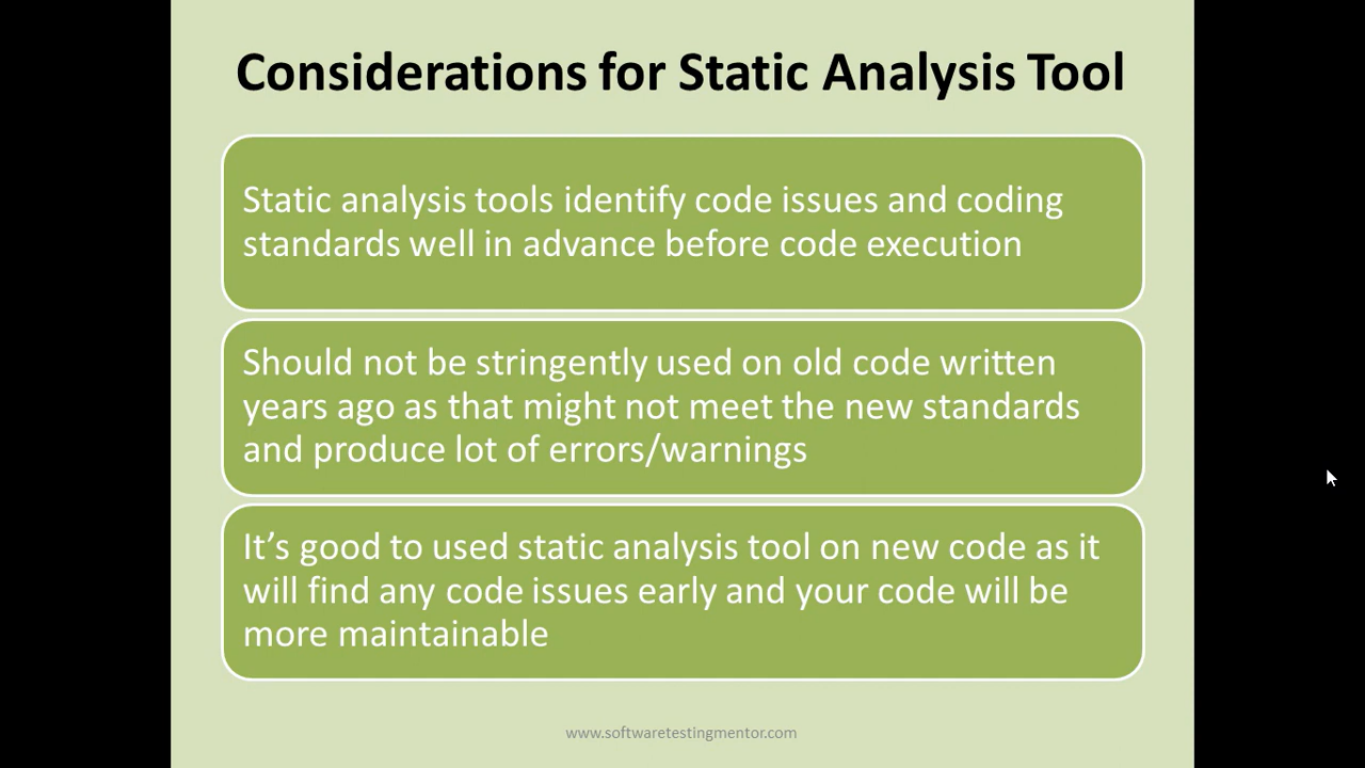 Considerations for Static Analysis Tool
Static analysis tools identify code issues and coding
standards well in advance before code execution
Should not be stringently used on old code written
years ago as that might not meet the new standards
and produce lot of errors/warnings
It’s good to used static analysis tool on new code as it
will find any code issues early and your code will be
more maintainable
www.softwaretestingmentor.com